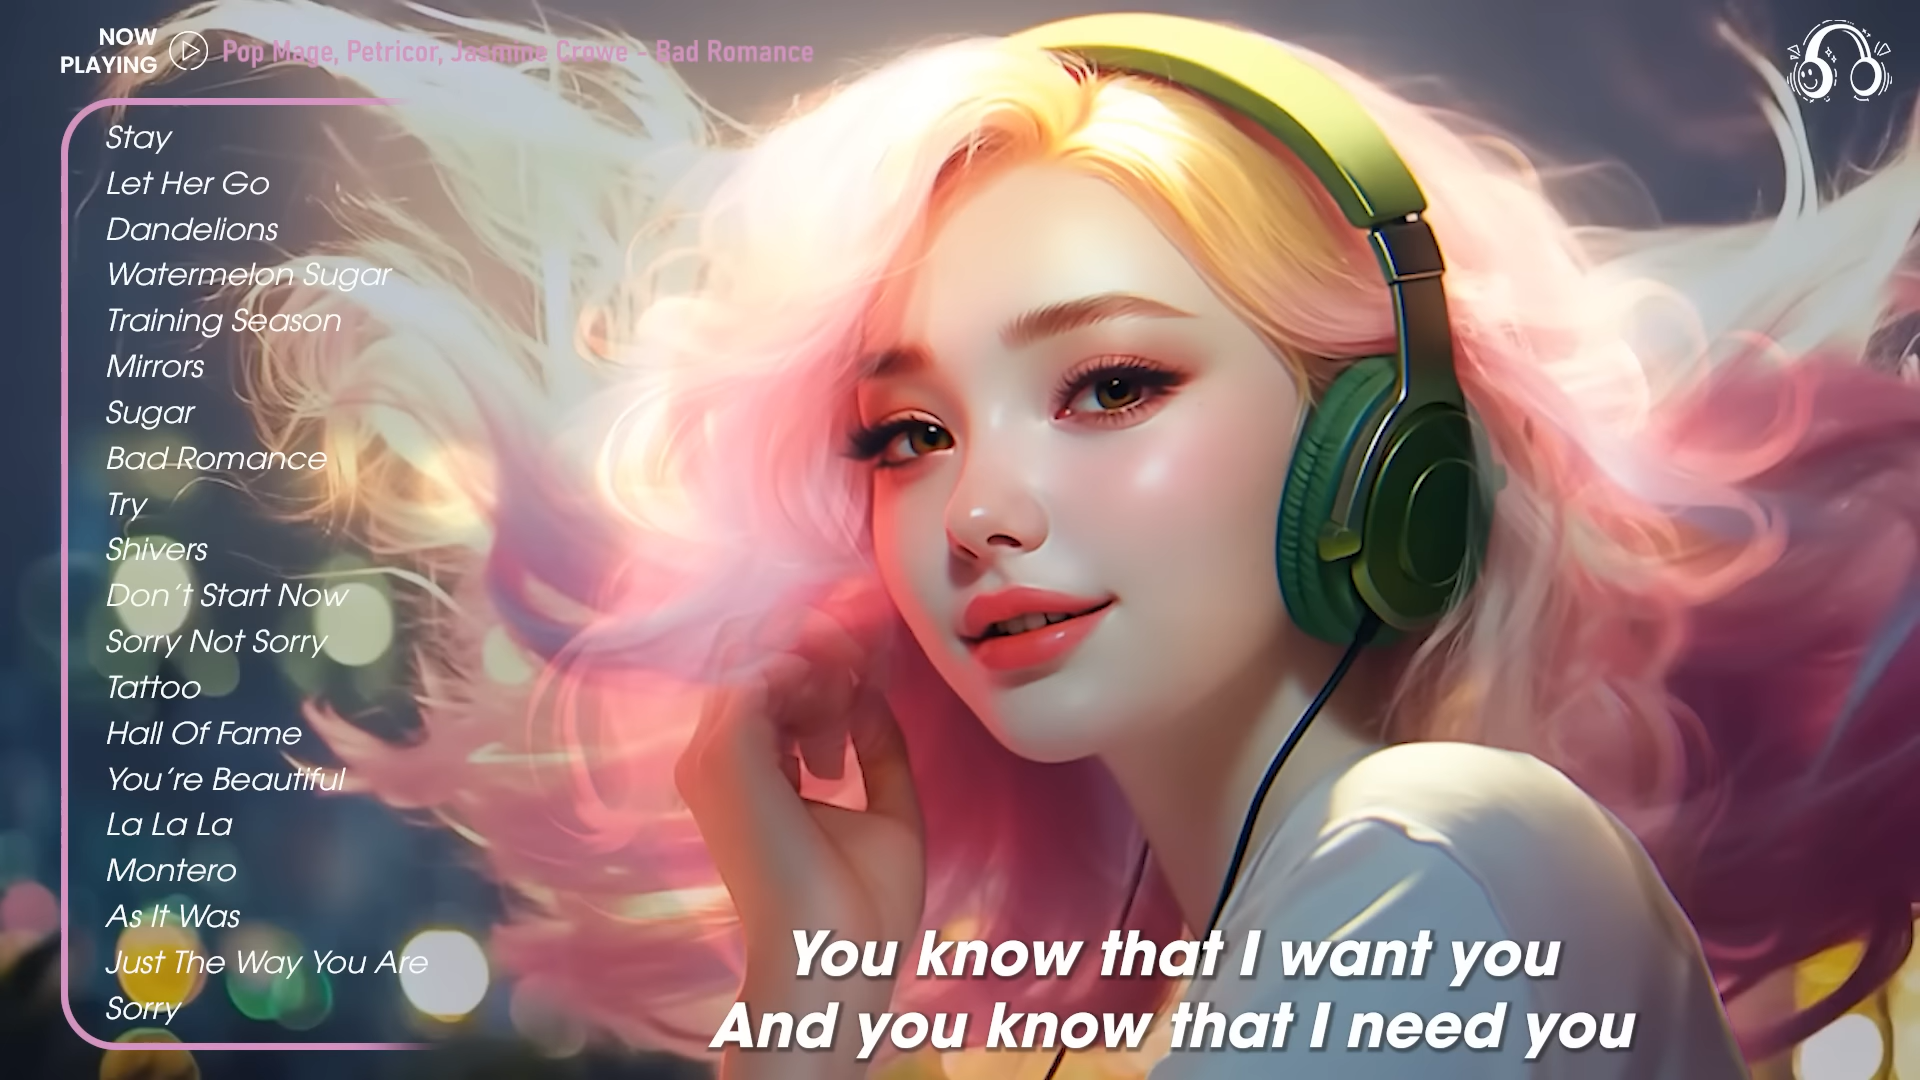 NOW
PLAYING
Pop Mage, Petricor, Jasmine Crowe - Bad Romance
Stay
Let Her Go
Dandelions
Watermelon Sugar
Training Season
Mirrors
Sugar
Bad Romance
Try
Shivers
Don't Start Now
Sorry Not Sorry
Tattoo
Hall Of Fame
You're Beautiful
La La La
Montero
As It Was
Just The Way You Are
Sorry
You know that I want you
And you know that I need you